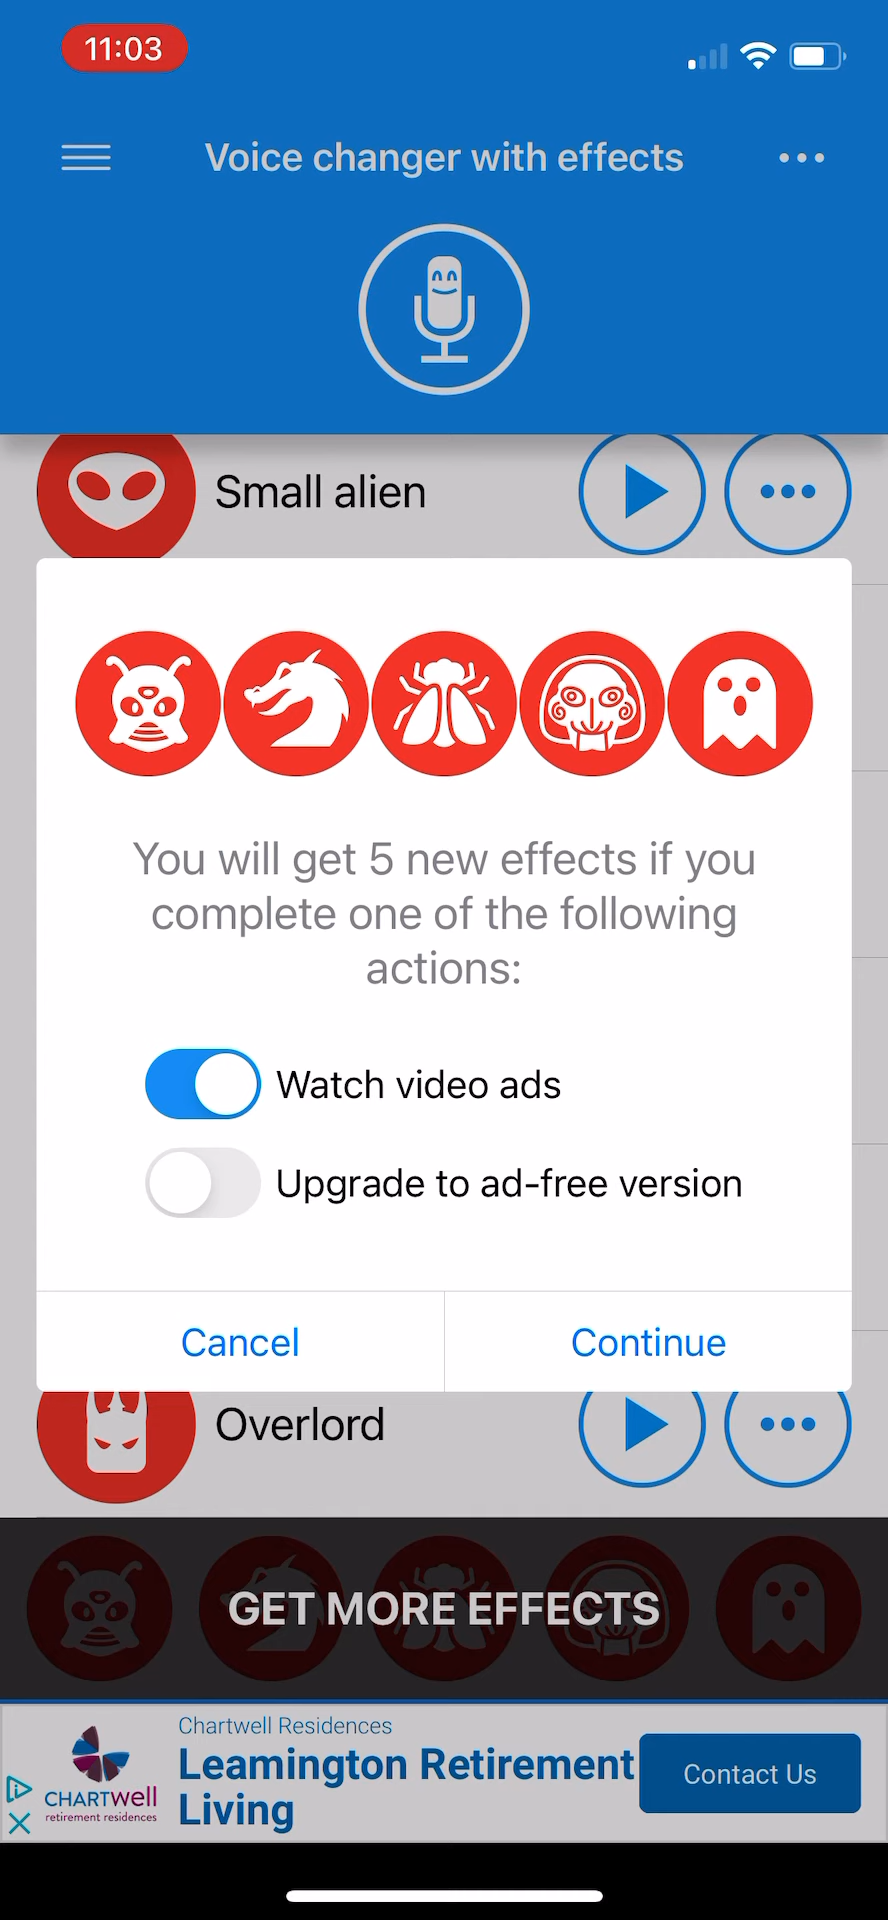 11:03
Voice changer with effects
Small alien
You will get 5 new effects if you
complete one of the following
actions:
Watch video ads
Upgrade to ad-free version
Cancel
Continue
Overlord
GET MORE EFFECTS
Chartwell Residences
Leamington Retirement
Living
CHARTwell
retirement residences
Contact Us